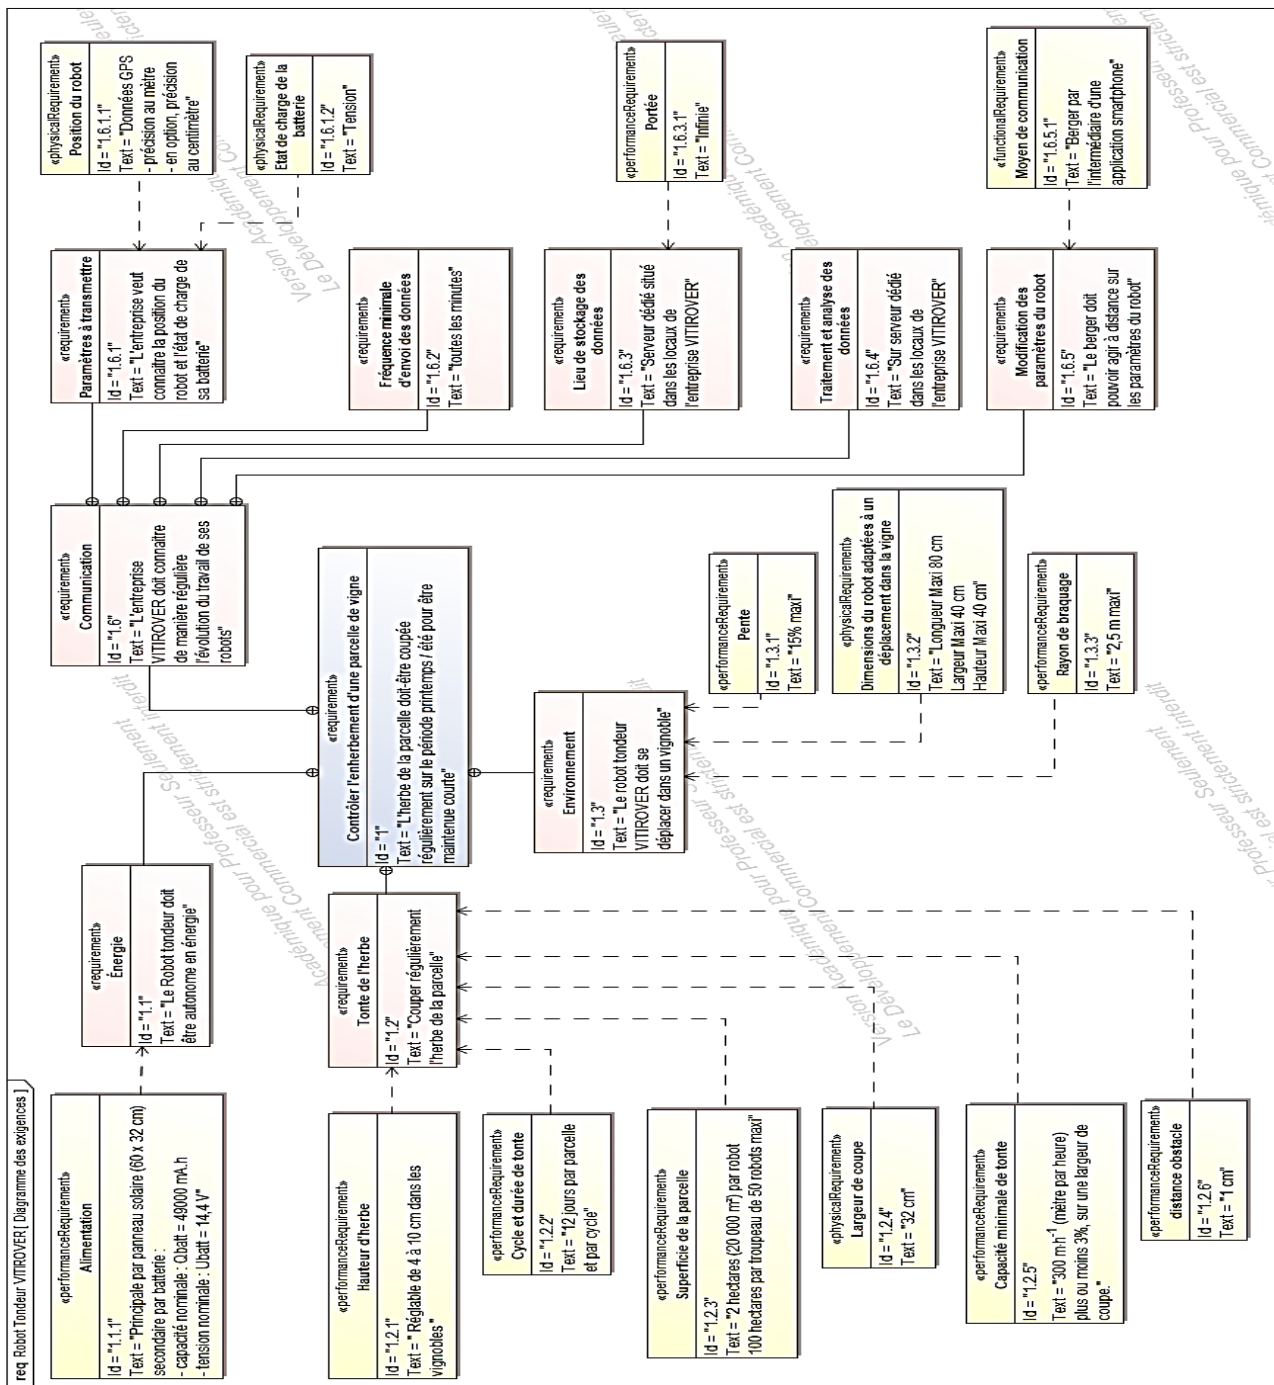 req Robot Tondeur VITIROVER [ Diagramme des exigences ]
«performanceRequirement»
Alimentation
Id = "1.1.1"
Text = "Principale par panneau solaire (60 x 32 cm)
secondaire par batterie :
- capacité nominale : Qbatt = 49000 mA.h
- tension nominale : Ubatt = 14,4 V"
«requirement»
Énergie
Id = "1.1"
Text = "Le Robot tondeur doit
être autonome en énergie"
«requirement»
Communication
Id = "1.6"
Text = "L'entreprise
VITIROVER doit connaitre
de manière régulière
l'évolution du travail de ses
robots"
«requirement»
Paramètres à transmettre
Id = "1.6.1"
Text = "L'entreprise veut
connaitre la position du
robot et l'état de charge de
sa batterie"
«physicalRequirement»
Position du robot
Id = "1.6.1.1"
Text = "Données GPS
- précision au mètre
- en option, précision
au centimètre"
«physicalRequirement»
Etat de charge de la
batterie
Id = "1.6.1.2"
Text = "Tension"
«requirement»
Fréquence minimale
d'envoi des données
Id = "1.6.2"
Text = "toutes les minutes"
«requirement»
Lieu de stockage des
données
Id = "1.6.3"
Text = "Serveur dédié situé
dans les locaux de
l'entreprise VITIROVER"
«performanceRequirement»
Portée
Id = "1.6.3.1"
Text = "Infinie"
«requirement»
Traitement et analyse des
données
Id = "1.6.4"
Text = "Sur serveur dédié
dans les locaux de
l'entreprise VITIROVER"
«requirement»
Modification des
paramètres du robot
Id = "1.6.5"
Text = "Le berger doit
pouvoir agir à distance sur
les paramètres du robot"
«functionalRequirement»
Moyen de communication
Id = "1.6.5.1"
Text = "Berger par
l'intermédiaire d'une
application smartphone"
«requirement»
Contrôler l'enherbement d'une parcelle de vigne
Id = "1"
Text = "L'herbe de la parcelle doit-être coupée
régulièrement sur le période printemps / été pour être
maintenue courte"
«requirement»
Environnement
Id = "1.3"
Text = "Le robot tondeur
VITIROVER doit se
déplacer dans un vignoble"
«performanceRequirement»
Pente
Id = "1.3.1"
Text = "15% maxi"
«physicalRequirement»
Dimensions du robot adaptées à un
déplacement dans la vigne
Id = "1.3.2"
Text = "Longueur Maxi 80 cm
Largeur Maxi 40 cm
Hauteur Maxi 40 cm"
«performanceRequirement»
Rayon de braquage
Id = "1.3.3"
Text = "2,5 m maxi"
«requirement»
Tonte de l'herbe
Id = "1.2"
Text = "Couper régulièrement
l'herbe de la parcelle"
«performanceRequirement»
Hauteur d'herbe
Id = "1.2.1"
Text = " Réglable de 4 à 10 cm dans les
vignobles"
«performanceRequirement»
Cycle et durée de tonte
Id = "1.2.2"
Text = "12 jours par parcelle
et par cycle"
«performanceRequirement»
Superficie de la parcelle
Id = "1.2.3"
Text = "2 hectares (20 000 m²) par robot
100 hectares par troupeau de 50 robots maxi"
«physicalRequirement»
Largeur de coupe
Id = "1.2.4"
Text = "32 cm"
«performanceRequirement»
Capacité minimale de tonte
Id = "1.2.5"
Text = "300 m·h⁻¹ (mètre par heure)
plus ou moins 3%, sur une largeur de
coupe."
«performanceRequirement»
distance obstacle
Id = "1.2.6"
Text = "1 cm"